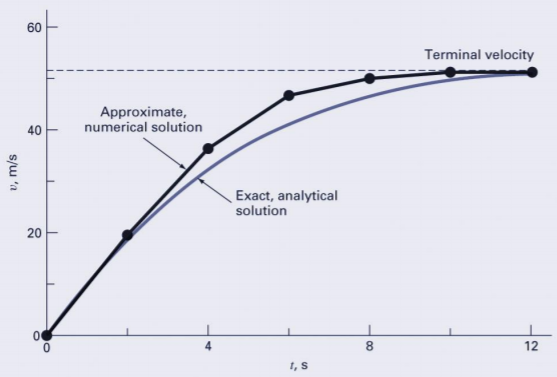 60
Terminal velocity
Approximate,
numerical solution
40
v, m/s
Exact, analytical
solution
20
0
0
4
8
12
t, s